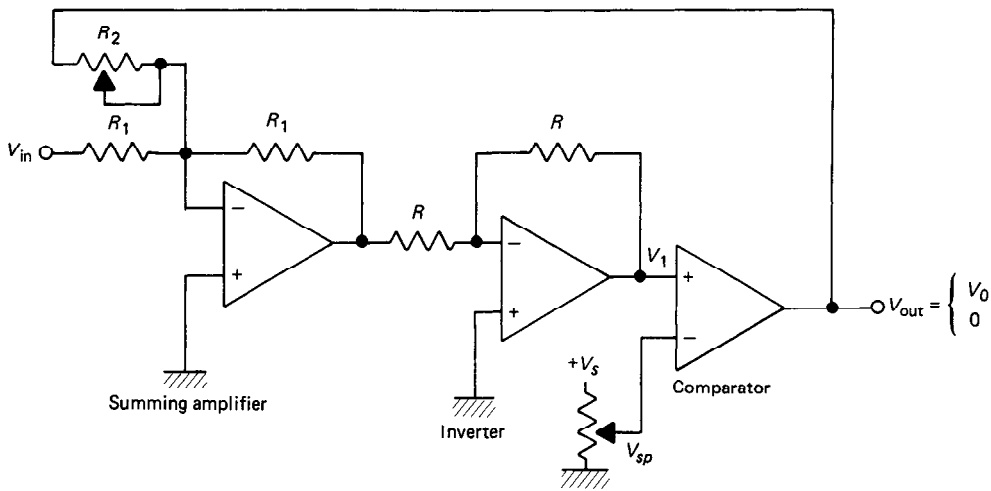 R2
R1
R1
R
Vin
−
+
R
−
+
V1
+
−
Vout = { V0
0
Summing amplifier
Inverter
+Vs
Vsp
Comparator